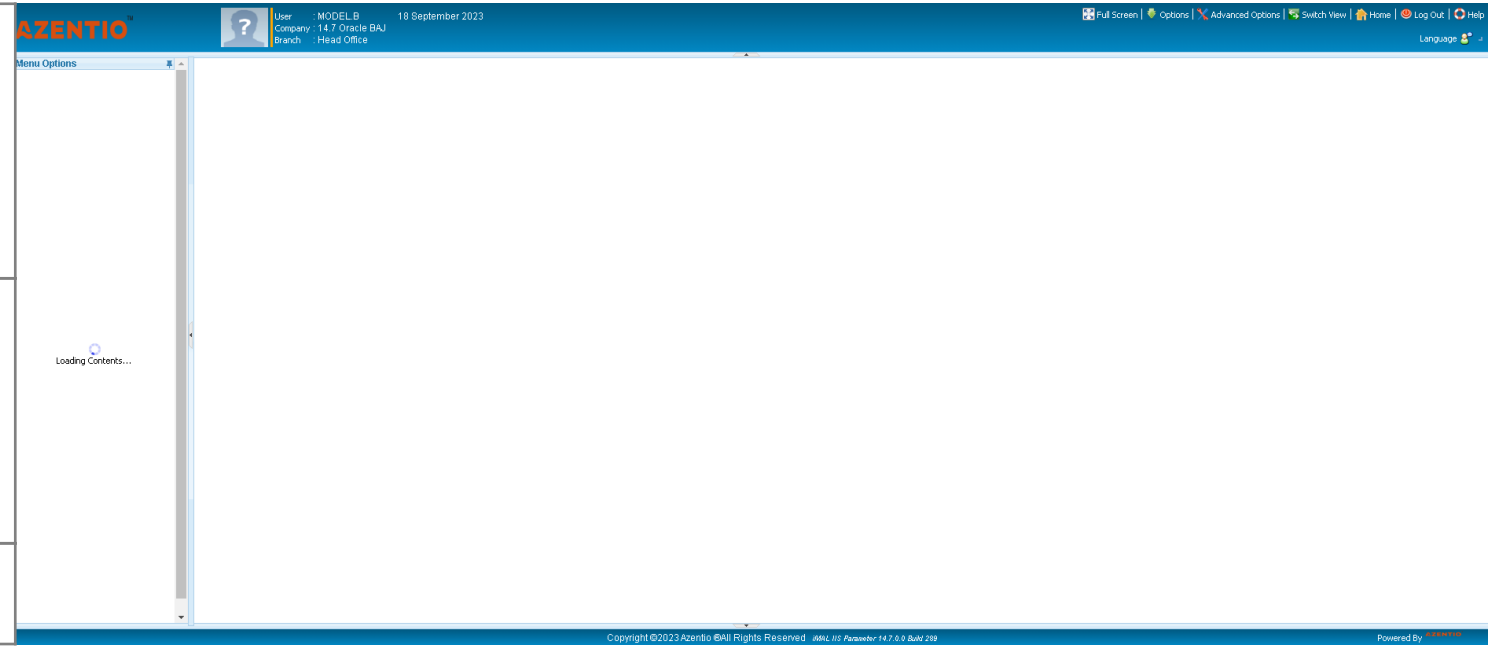 AZENTIO
User : MODEL.B 18 September 2023
Company : 14.7 Oracle BAJ
Branch : Head Office
Full Screen | Options | Advanced Options | Switch View | Home | Log Out | Help
Language
Menu Options
Loading Contents...
Copyright ©2023 Azentio ®All Rights Reserved iMAL IIS Parameter 14.7.0.0 Build 289
Powered By AZENTIO